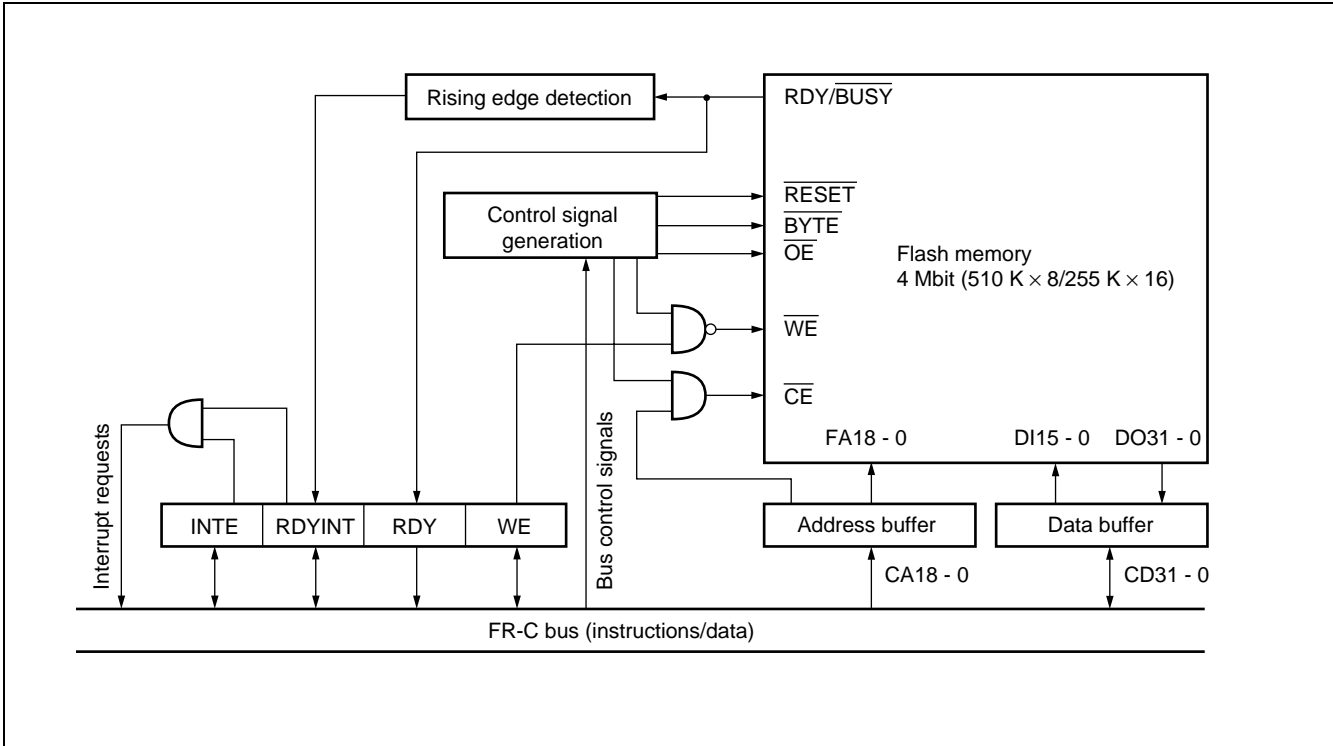 Rising edge detection
RDY/BUSY
RESET
Control signal
generation
BYTE
OE
Flash memory
4 Mbit (510 K × 8/255 K × 16)
WE
CE
FA18 - 0
DI15 - 0
DO31 - 0
Interrupt requests
Bus control signals
INTE
RDYINT
RDY
WE
Address buffer
Data buffer
CA18 - 0
CD31 - 0
FR-C bus (instructions/data)